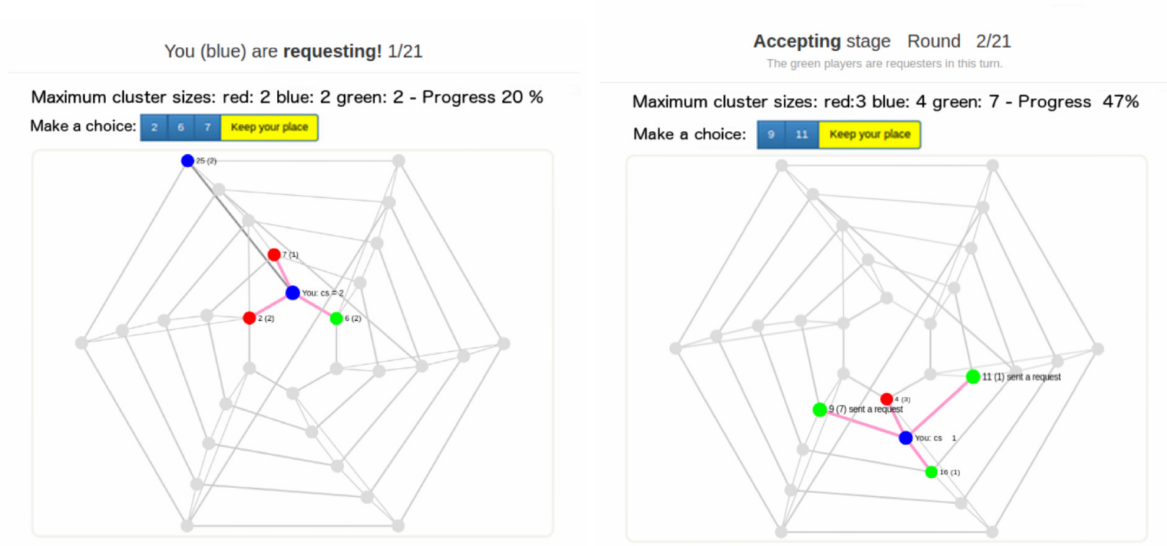 You (blue) are requesting! 1/21
Maximum cluster sizes: red: 2 blue: 2 green: 2 - Progress 20 %
Make a choice: 2 6 7 Keep your place
25 (2)
7 (1)
You: cs = 2
2 (2)
6 (2)
Accepting stage Round 2/21
The green players are requesters in this turn.
Maximum cluster sizes: red:3 blue: 4 green: 7 - Progress 47%
Make a choice: 9 11 Keep your place
11 (1) sent a request
4 (3)
9 (7) sent a request
You: cs 1
16 (1)